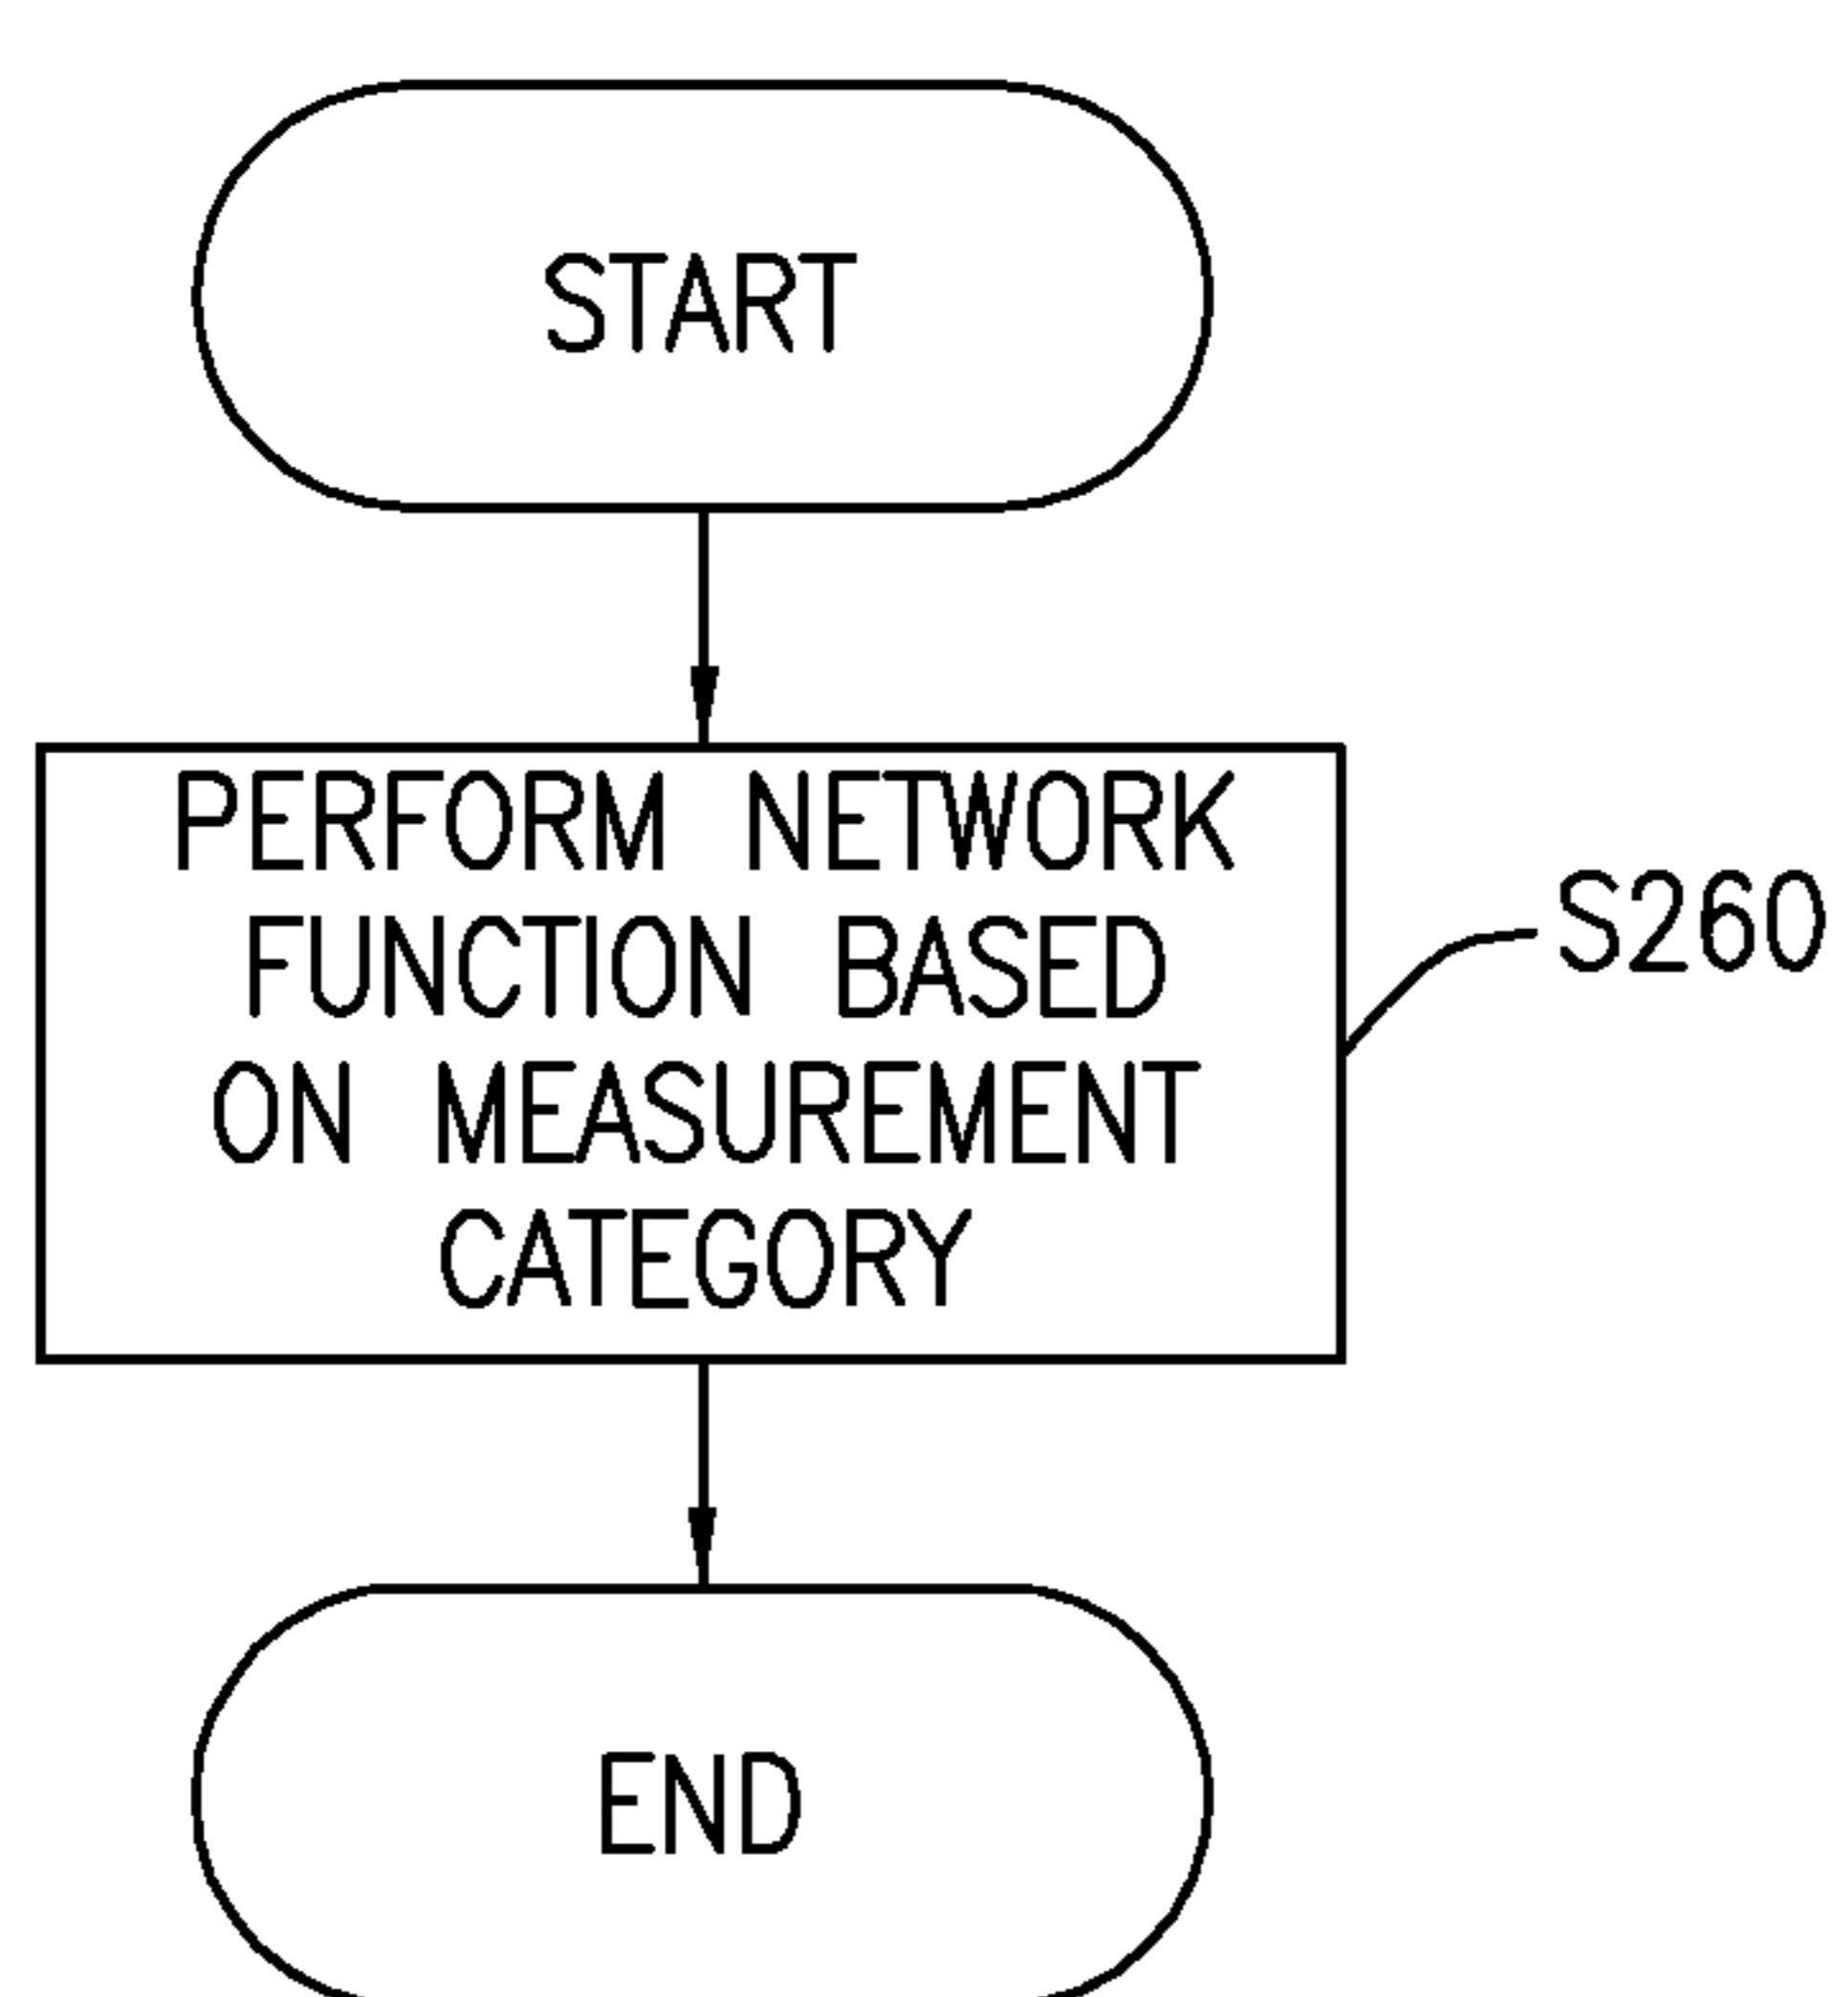 START
PERFORM NETWORK
FUNCTION BASED
ON MEASUREMENT
CATEGORY
S260
END